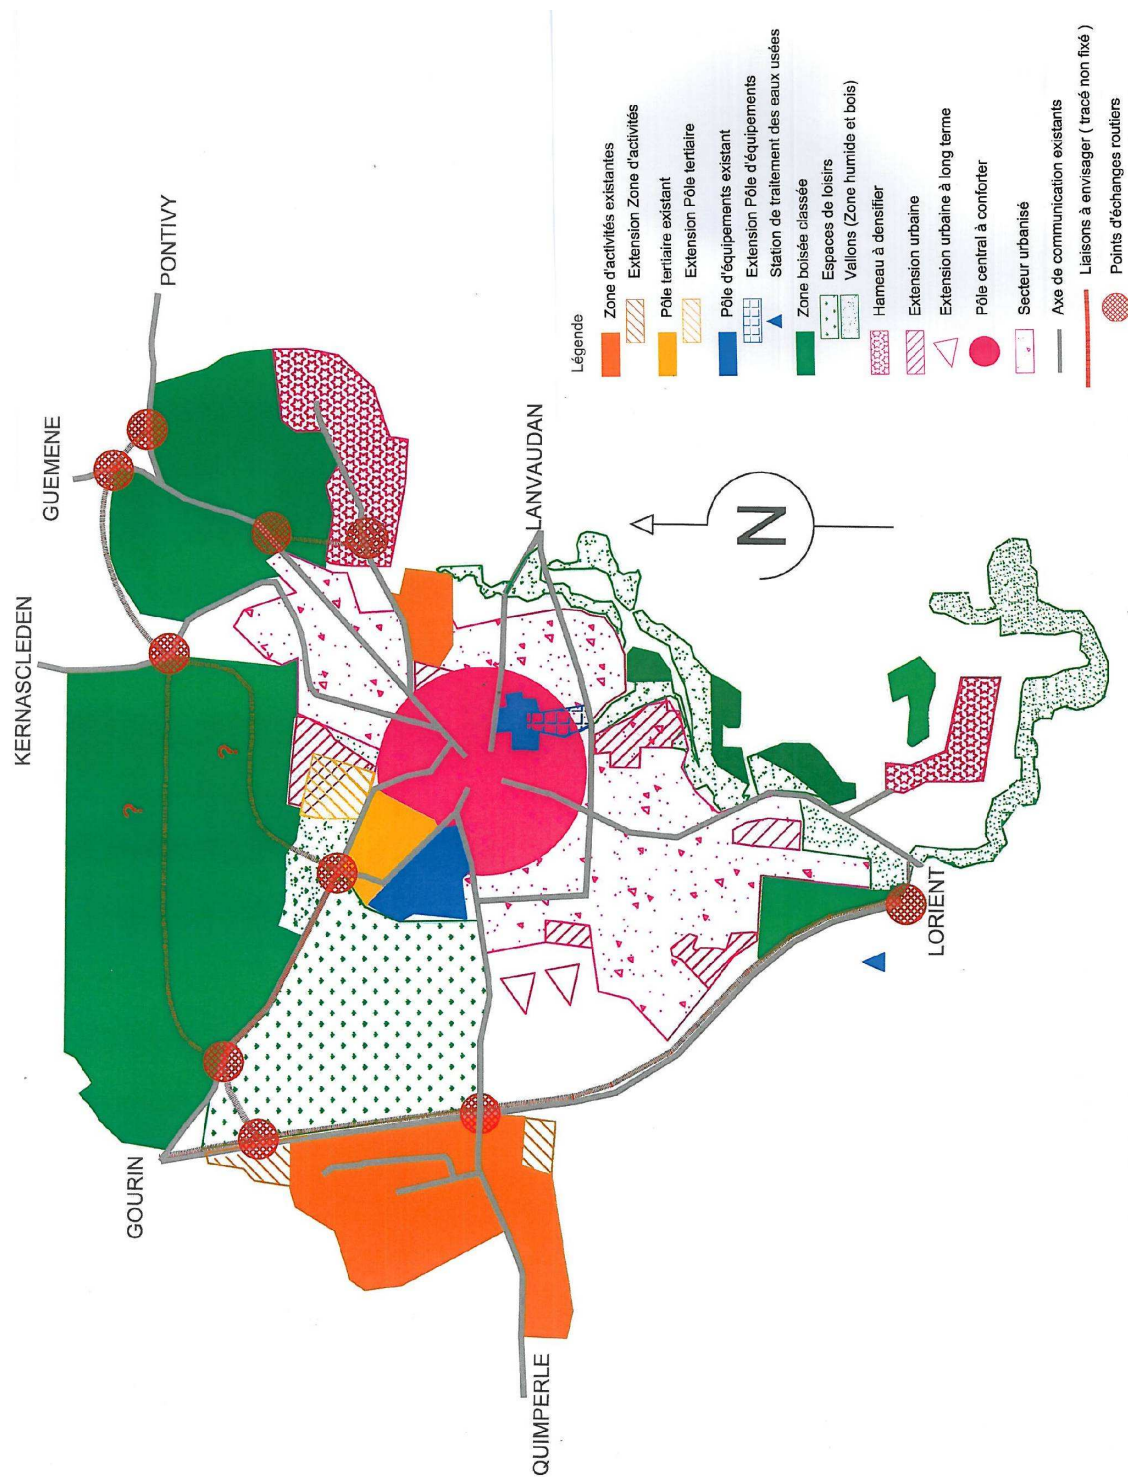 PONTIVY
GUEMENE
KERNASCLEDEN
LANVAUDAN
GOURIN
LORIENT
QUIMPERLE
?
?
N
Légende
Zone d'activités existantes
Extension Zone d'activités
Pôle tertiaire existant
Extension Pôle tertiaire
Pôle d'équipements existant
Extension Pôle d'équipements
Station de traitement des eaux usées
Zone boisée classée
Espaces de loisirs
Vallons (Zone humide et bois)
Hameau à densifier
Extension urbaine
Extension urbaine à long terme
Pôle central à conforter
Secteur urbanisé
Axe de communication existants
Liaisons à envisager ( tracé non fixé )
Points d'échanges routiers